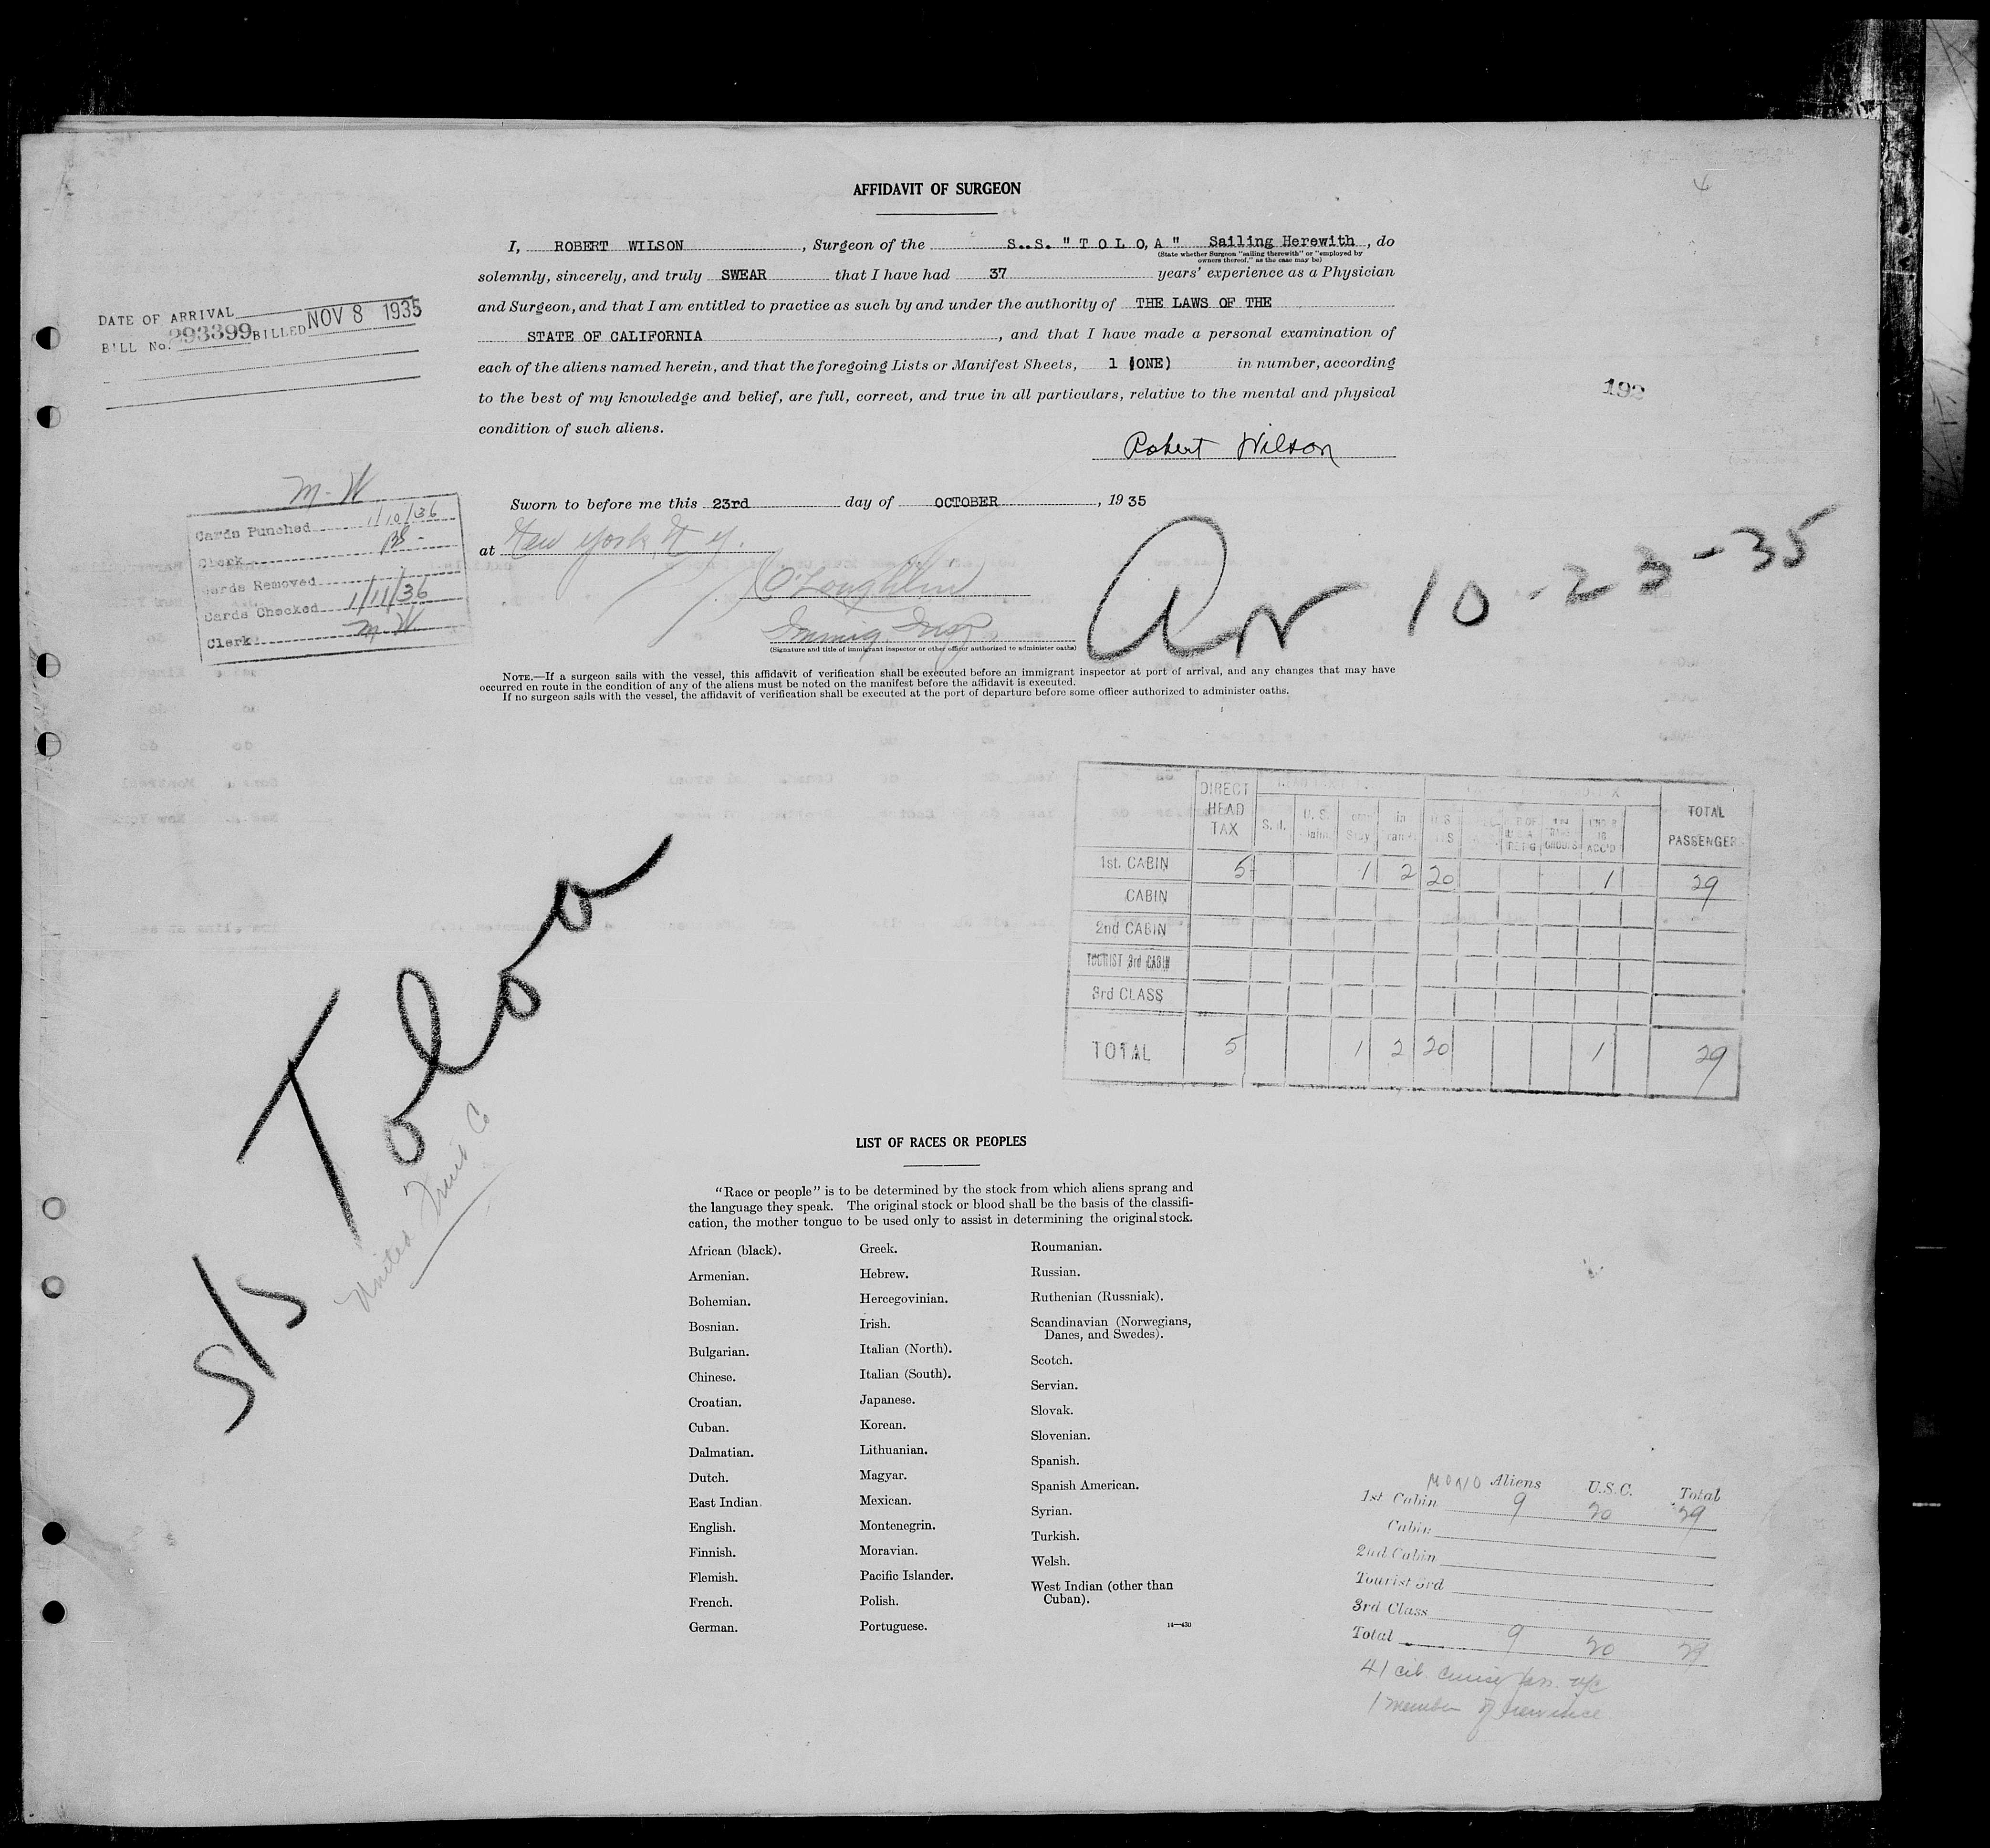 AFFIDAVIT OF SURGEON
I, ROBERT WILSON, Surgeon of the S..S. "T O L O, A" Sailing Herewith, do
(State whether Surgeon "sailing therewith" or "employed by
owners thereof," as the case may be)
solemnly, sincerely, and truly SWEAR that I have had 37 years' experience as a Physician
and Surgeon, and that I am entitled to practice as such by and under the authority of THE LAWS OF THE
STATE OF CALIFORNIA, and that I have made a personal examination of
each of the aliens named herein, and that the foregoing Lists or Manifest Sheets, 1 (ONE) in number, according
to the best of my knowledge and belief, are full, correct, and true in all particulars, relative to the mental and physical
condition of such aliens.
Robert Wilson
DATE OF ARRIVAL
BILL No. 293399 BILLED NOV 8 1935
192
Sworn to before me this 23rd day of OCTOBER, 1935
at New York N Y.
O'Loughlin
Immig. Insp
(Signature and title of immigrant inspector or other officer authorized to administer oaths)
Arr 10-23-35
M. W
Cards Punched 1/10/36
Clerk
Cards Removed
Cards Checked 1/11/36
Clerk M. W
NOTE.—If a surgeon sails with the vessel, this affidavit of verification shall be executed before an immigrant inspector at port of arrival, and any changes that may have
occurred en route in the condition of any of the aliens must be noted on the manifest before the affidavit is executed.
If no surgeon sails with the vessel, the affidavit of verification shall be executed at the port of departure before some officer authorized to administer oaths.
DIRECT HEAD TAX S. U. S. TOTAL PASSENGERS
1st. CABIN 5 1 2 20 1 29
CABIN
2nd CABIN
TOURIST 3rd CABIN
3rd CLASS
TOTAL 5 1 2 20 1 29
S/S Toloa
United Fruit Co
LIST OF RACES OR PEOPLES
"Race or people" is to be determined by the stock from which aliens sprang and
the language they speak. The original stock or blood shall be the basis of the classifi-
cation, the mother tongue to be used only to assist in determining the original stock.
African (black).
Armenian.
Bohemian.
Bosnian.
Bulgarian.
Chinese.
Croatian.
Cuban.
Dalmatian.
Dutch.
East Indian.
English.
Finnish.
Flemish.
French.
German.
Greek.
Hebrew.
Hercegovinian.
Irish.
Italian (North).
Italian (South).
Japanese.
Korean.
Lithuanian.
Magyar.
Mexican.
Montenegrin.
Moravian.
Pacific Islander.
Polish.
Portuguese.
Roumanian.
Russian.
Ruthenian (Russniak).
Scandinavian (Norwegians,
Danes, and Swedes).
Scotch.
Servian.
Slovak.
Slovenian.
Spanish.
Spanish American.
Syrian.
Turkish.
Welsh.
West Indian (other than
Cuban).
14—430
Aliens U.S.C. Total
1st Cabin 9 20 29
Cabin
2nd Cabin
Tourist 3rd
3rd Class
Total 9 20 29
41 cit. cruise
1 member of